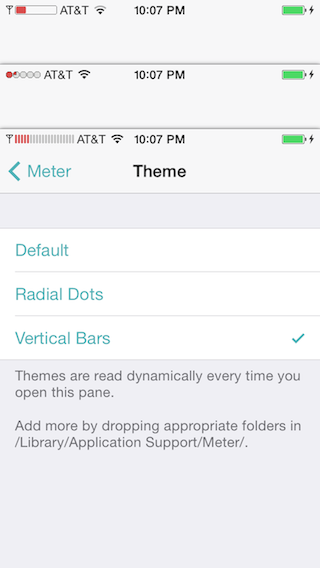 AT&T 10:07 PM
AT&T 10:07 PM
AT&T 10:07 PM
Meter Theme
Default
Radial Dots
Vertical Bars
Themes are read dynamically every time you
open this pane.
Add more by dropping appropriate folders in
/Library/Application Support/Meter/.